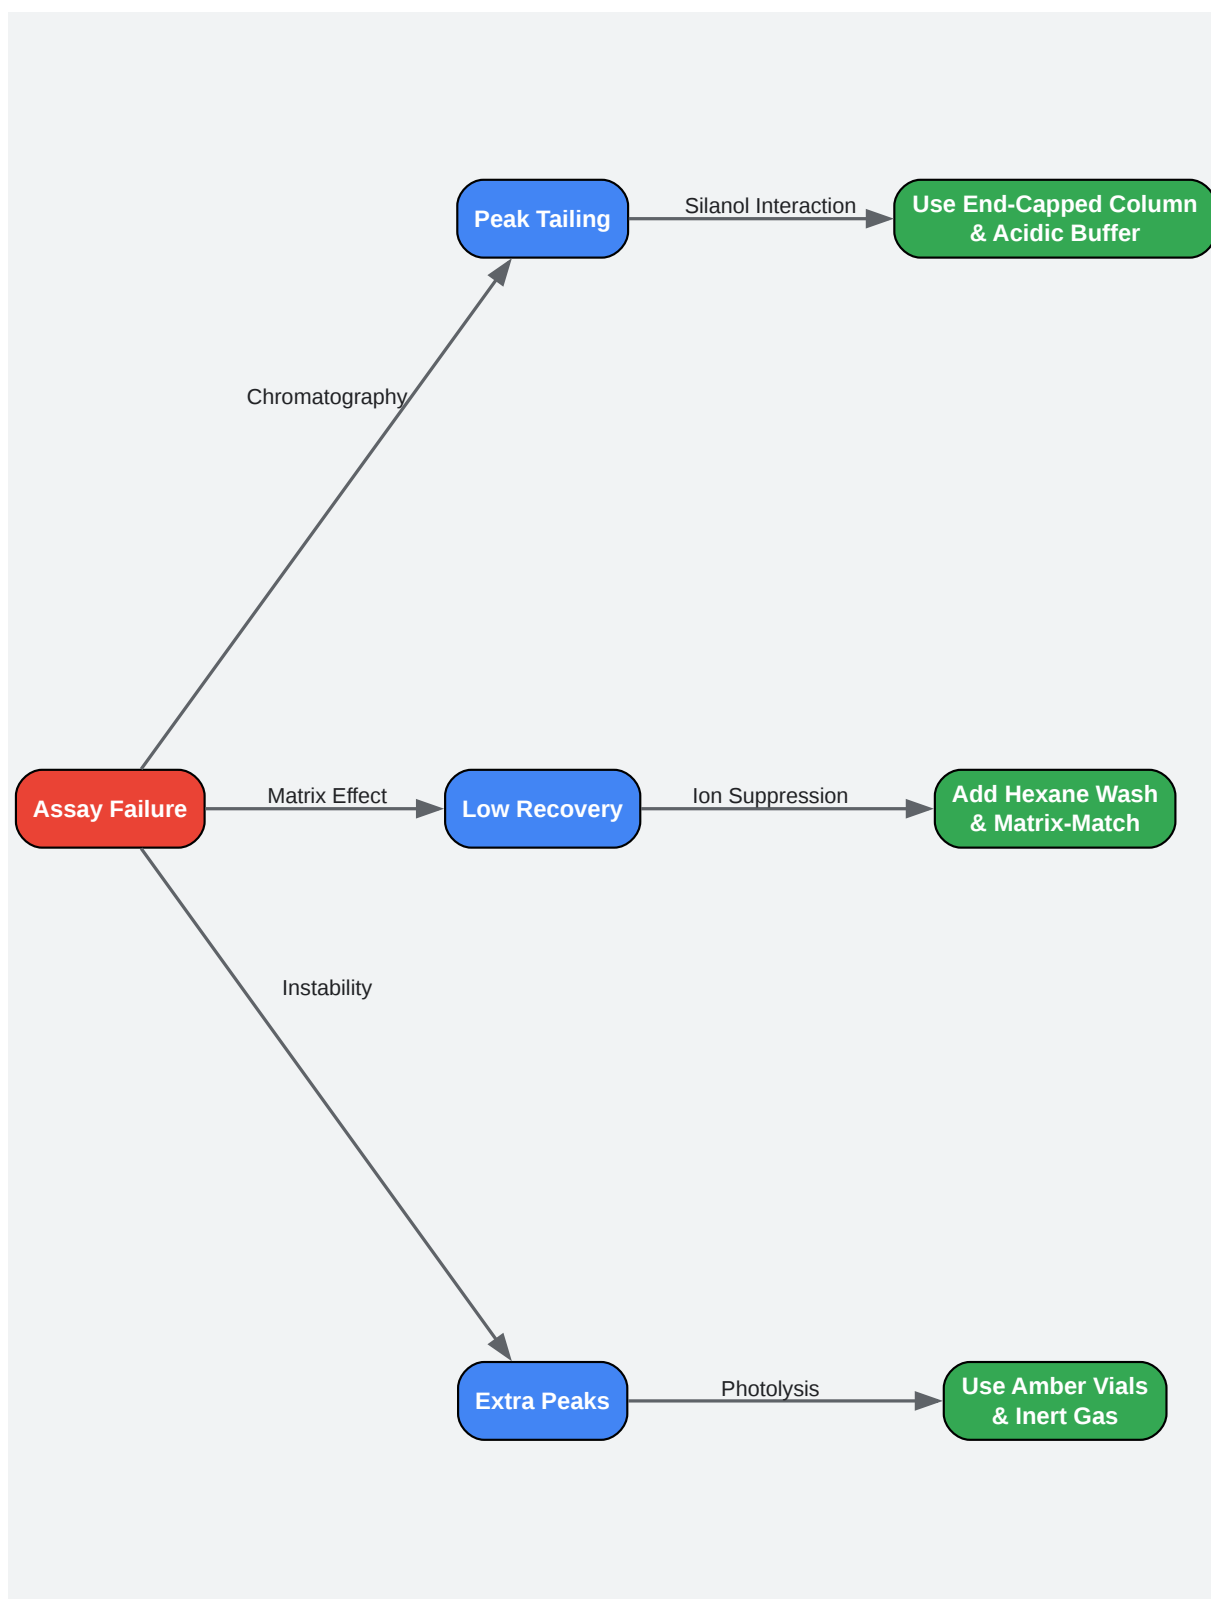 Peak Tailing
Silanol Interaction
Use End-Capped Column
& Acidic Buffer
Chromatography
Assay Failure
Matrix Effect
Low Recovery
Ion Suppression
Add Hexane Wash
& Matrix-Match
Instability
Extra Peaks
Photolysis
Use Amber Vials
& Inert Gas